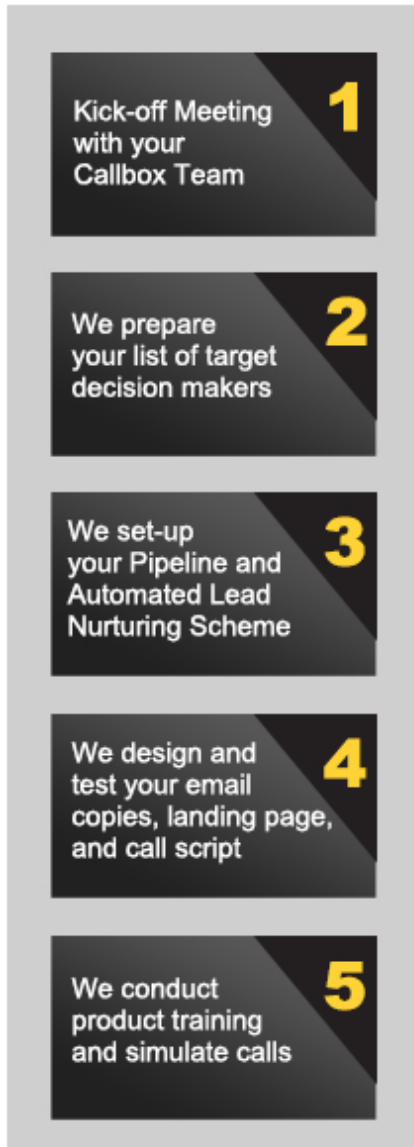 1
Kick-off Meeting
with your
Callbox Team
2
We prepare
your list of target
decision makers
3
We set-up
your Pipeline and
Automated Lead
Nurturing Scheme
4
We design and
test your email
copies, landing page,
and call script
5
We conduct
product training
and simulate calls